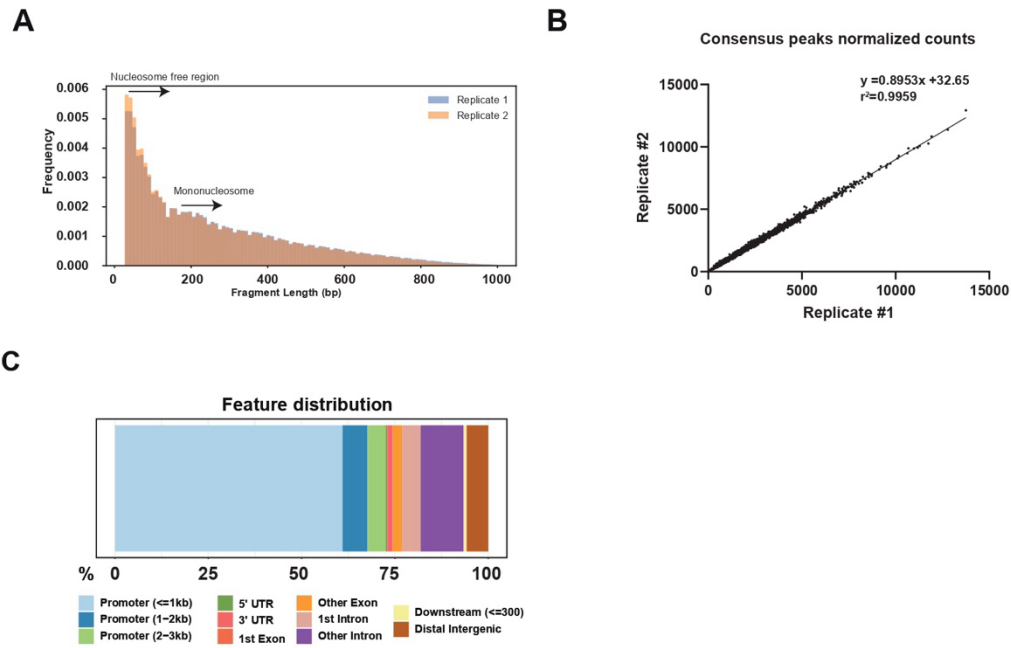 A
Nucleosome free region
0.006
0.005
0.004
0.003
0.002
0.001
0.000
Frequency
Replicate 1
Replicate 2
Mononucleosome
0 200 400 600 800 1000
Fragment Length (bp)
B
Consensus peaks normalized counts
y =0.8953x +32.65
r²=0.9959
15000
10000
5000
0
Replicate #2
0 5000 10000 15000
Replicate #1
C
Feature distribution
% 0 25 50 75 100
Promoter (<=1kb)
Promoter (1−2kb)
Promoter (2−3kb)
5' UTR
3' UTR
1st Exon
Other Exon
1st Intron
Other Intron
Downstream (<=300)
Distal Intergenic